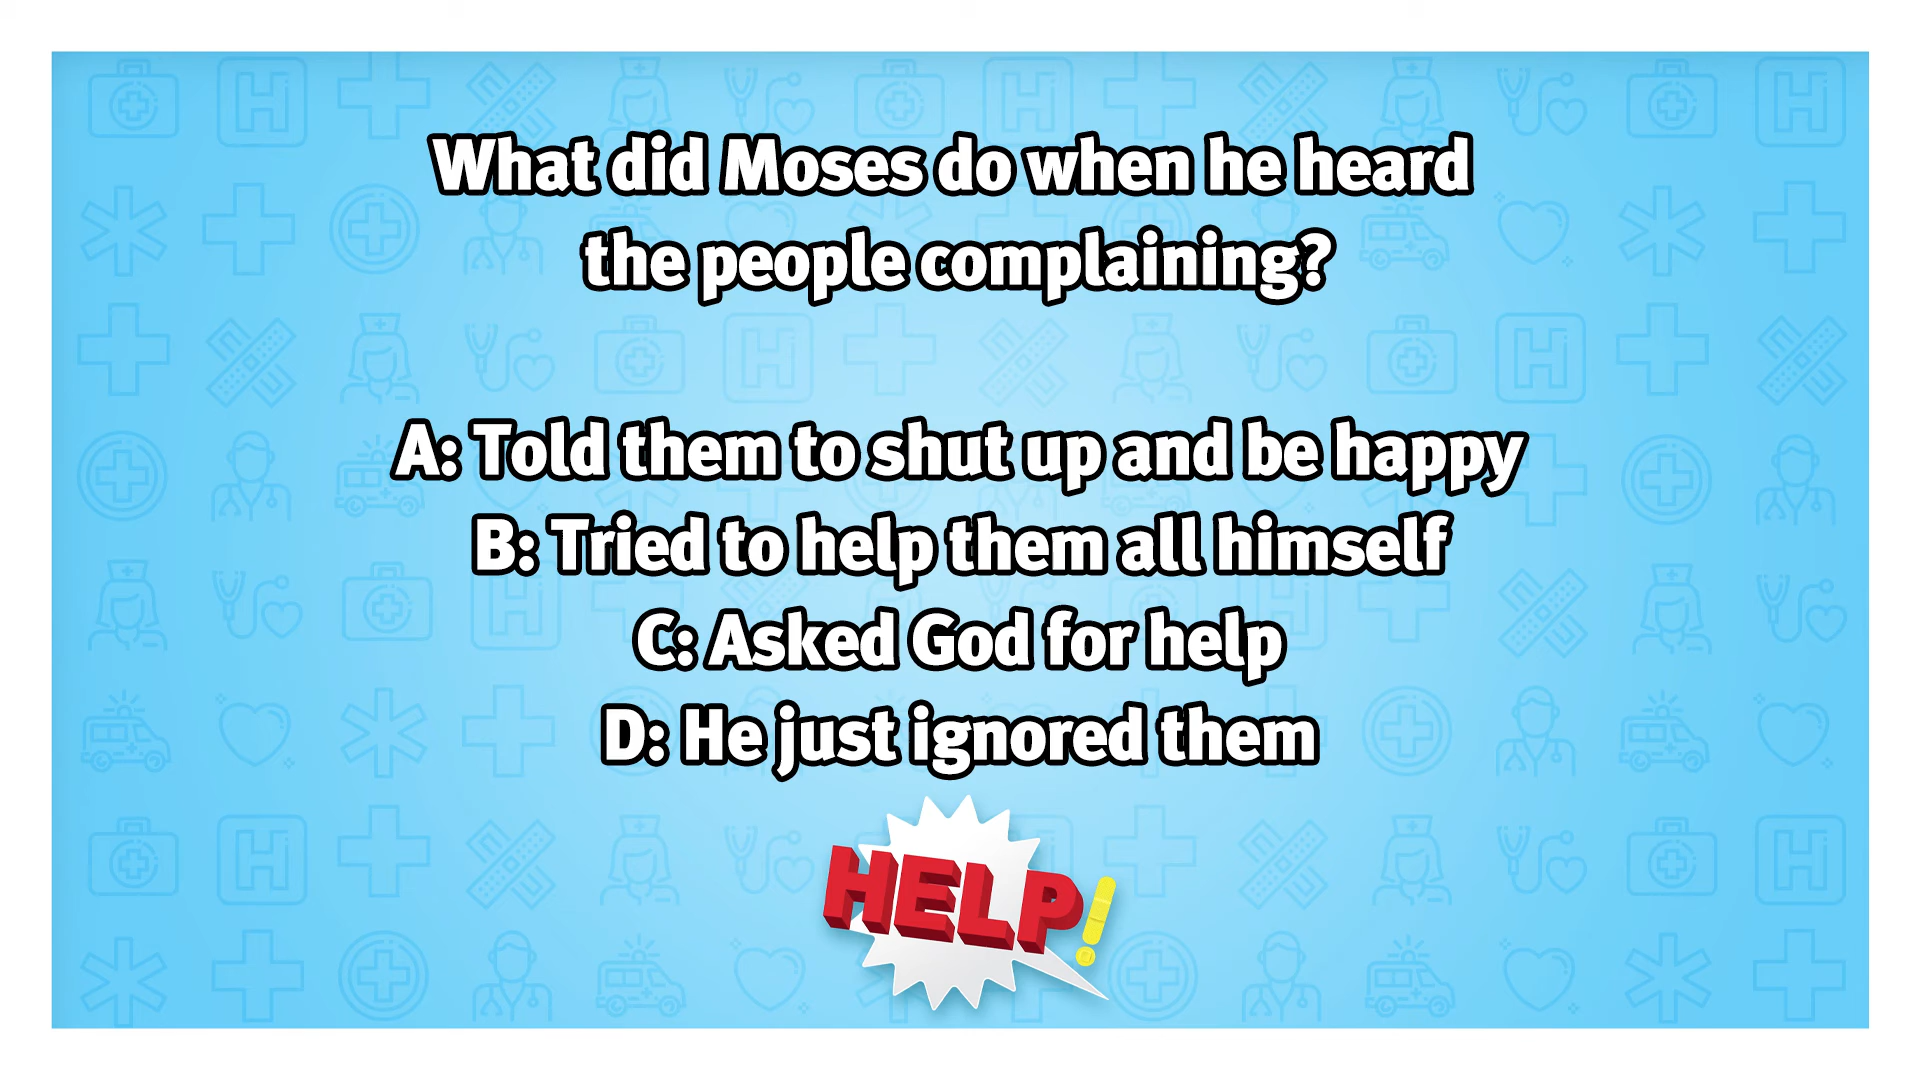 What did Moses do when he heard
the people complaining?
A: Told them to shut up and be happy
B: Tried to help them all himself
C: Asked God for help
D: He just ignored them
HELP!